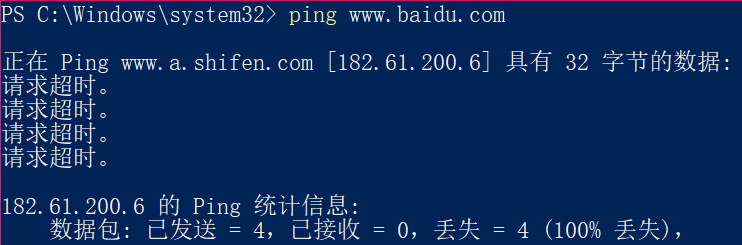 PS C:\Windows\system32> ping www.baidu.com
正在 Ping www.a.shifen.com [182.61.200.6] 具有 32 字节的数据:
请求超时。
请求超时。
请求超时。
请求超时。
182.61.200.6 的 Ping 统计信息:
数据包: 已发送 = 4，已接收 = 0，丢失 = 4 (100% 丢失)，